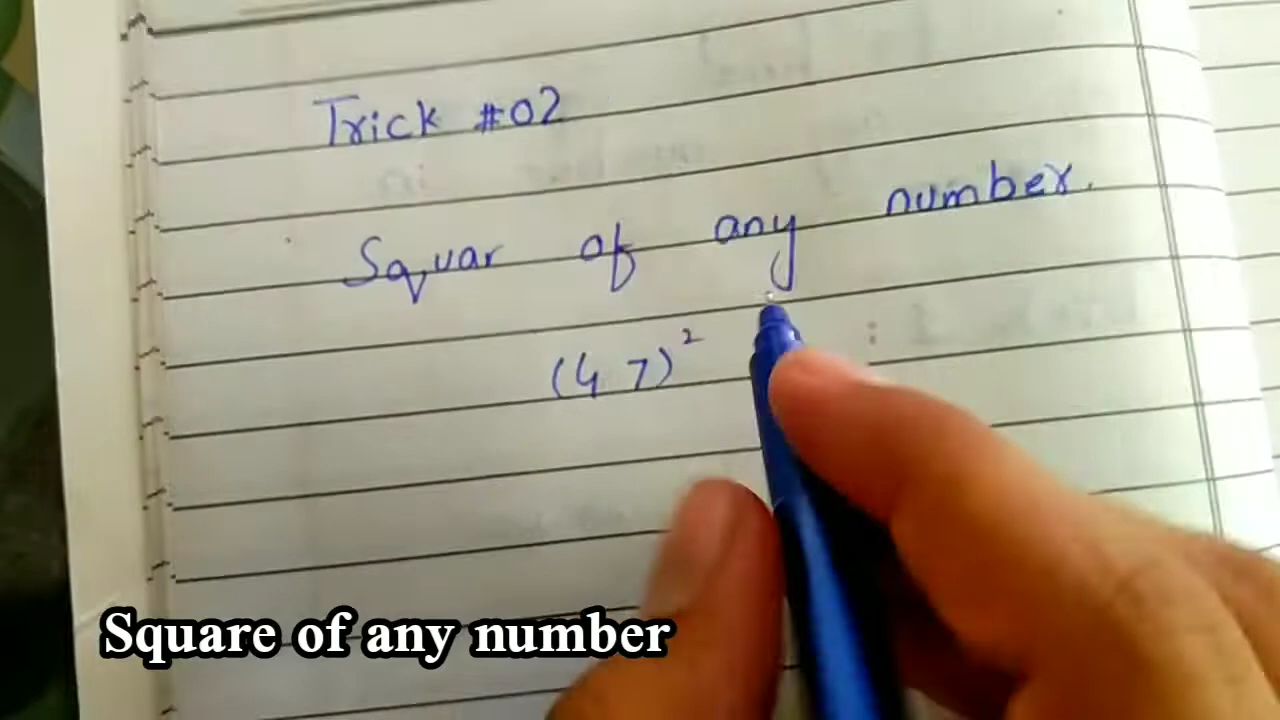 Trick #02
Squar of any number.
(47)²
Square of any number